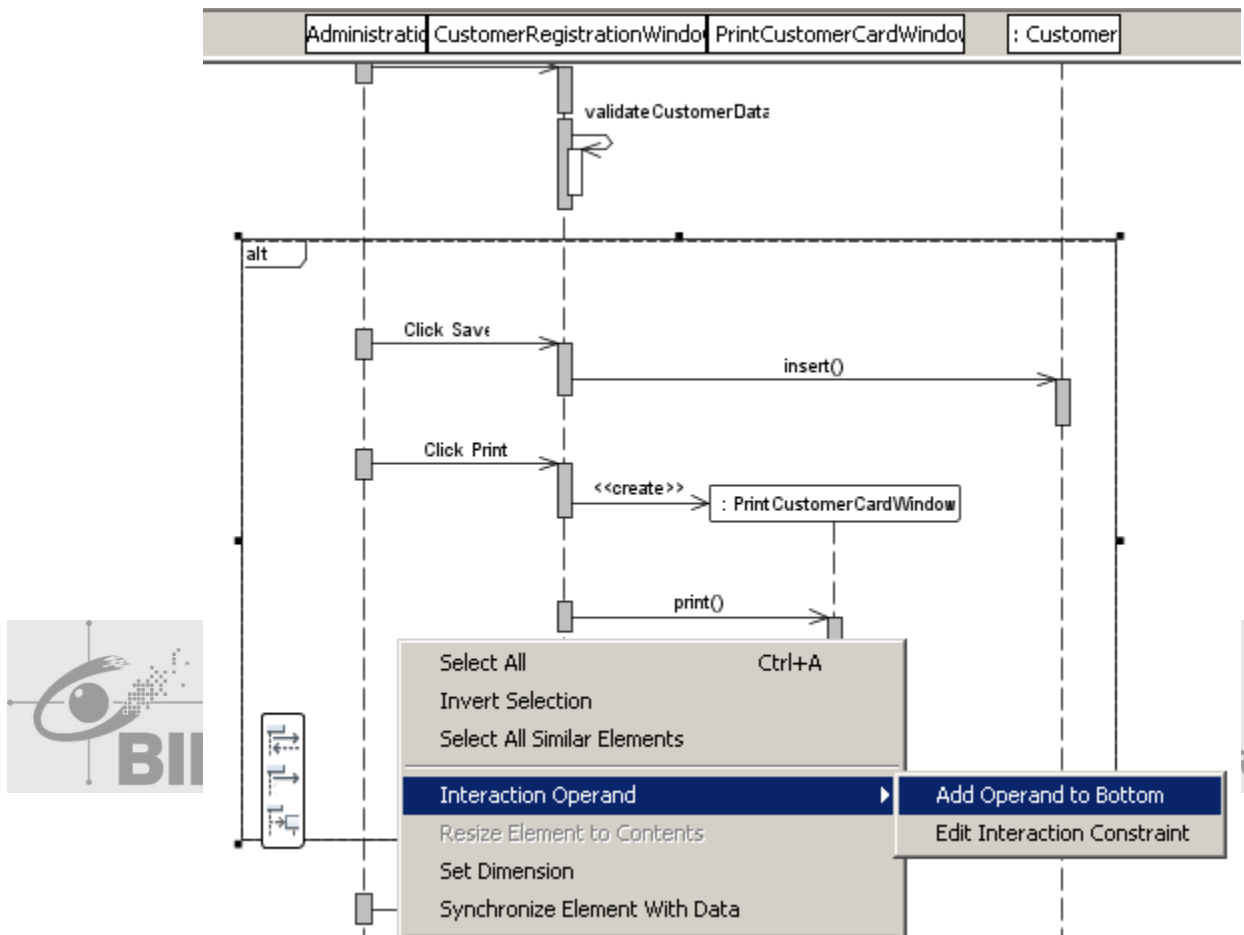 Administratio CustomerRegistrationWindo PrintCustomerCardWindow : Customer
validateCustomerData
alt
Click Save
insert()
Click Print
<<create>>
: PrintCustomerCardWindow
print()
Select All Ctrl+A
Invert Selection
Select All Similar Elements
BI
Interaction Operand Add Operand to Bottom
Resize Element to Contents Edit Interaction Constraint
Set Dimension
Synchronize Element With Data